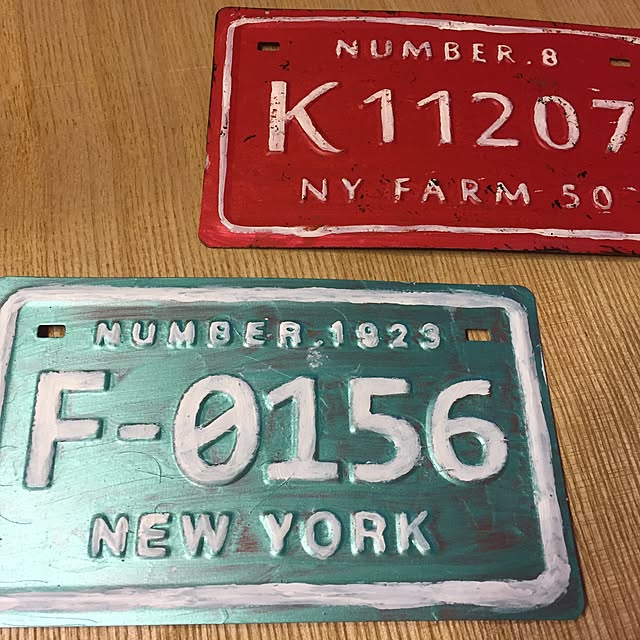 NUMBER.8
K11207
NY FARM 50
NUMBER.1923
F-0156
NEW YORK